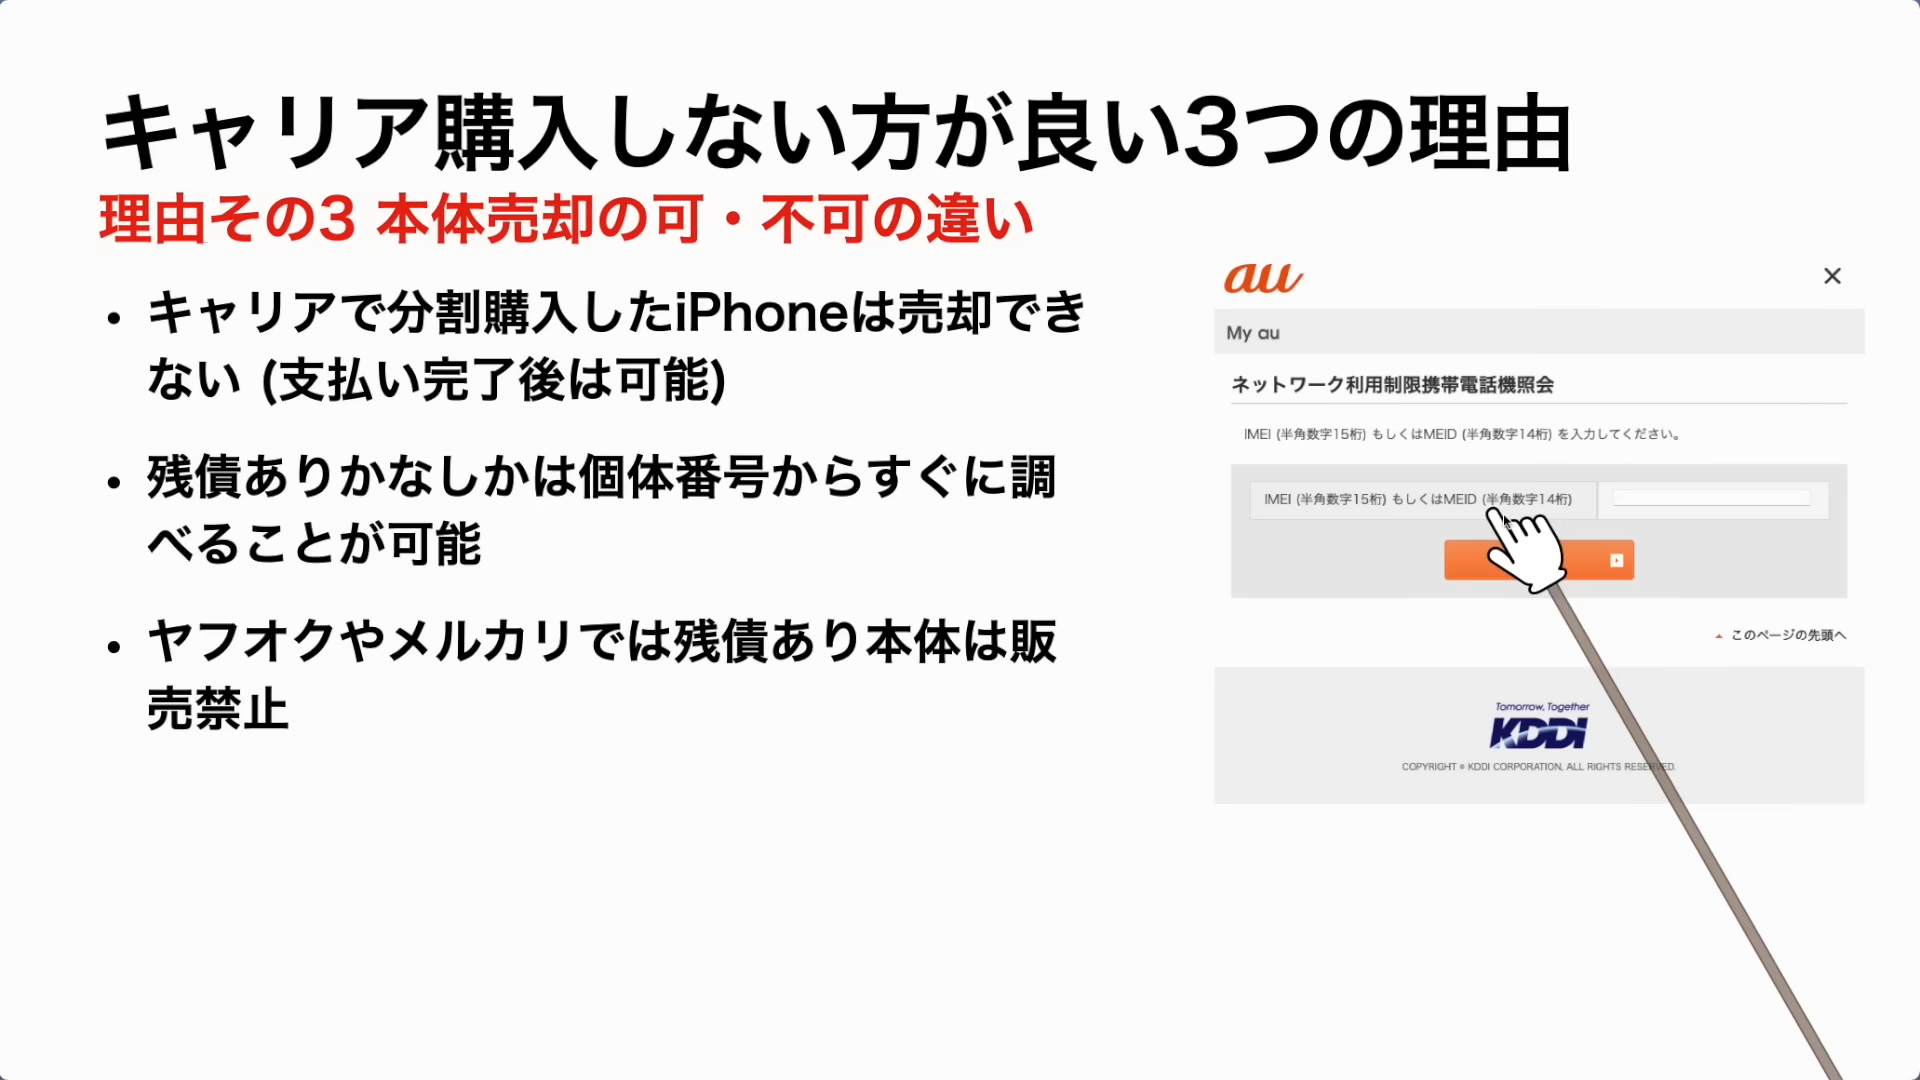 キャリア購入しない方が良い3つの理由
理由その3 本体売却の可・不可の違い
• キャリアで分割購入したiPhoneは売却でき
ない (支払い完了後は可能)
• 残債ありかなしかは個体番号からすぐに調
べることが可能
• ヤフオクやメルカリでは残債あり本体は販
売禁止
au
My au
ネットワーク利用制限携帯電話機照会
IMEI (半角数字15桁) もしくはMEID (半角数字14桁) を入力してください。
IMEI (半角数字15桁) もしくはMEID (半角数字14桁)
このページの先頭へ
Tomorrow, Together
KDDI
COPYRIGHT © KDDI CORPORATION, ALL RIGHTS RESERVED.